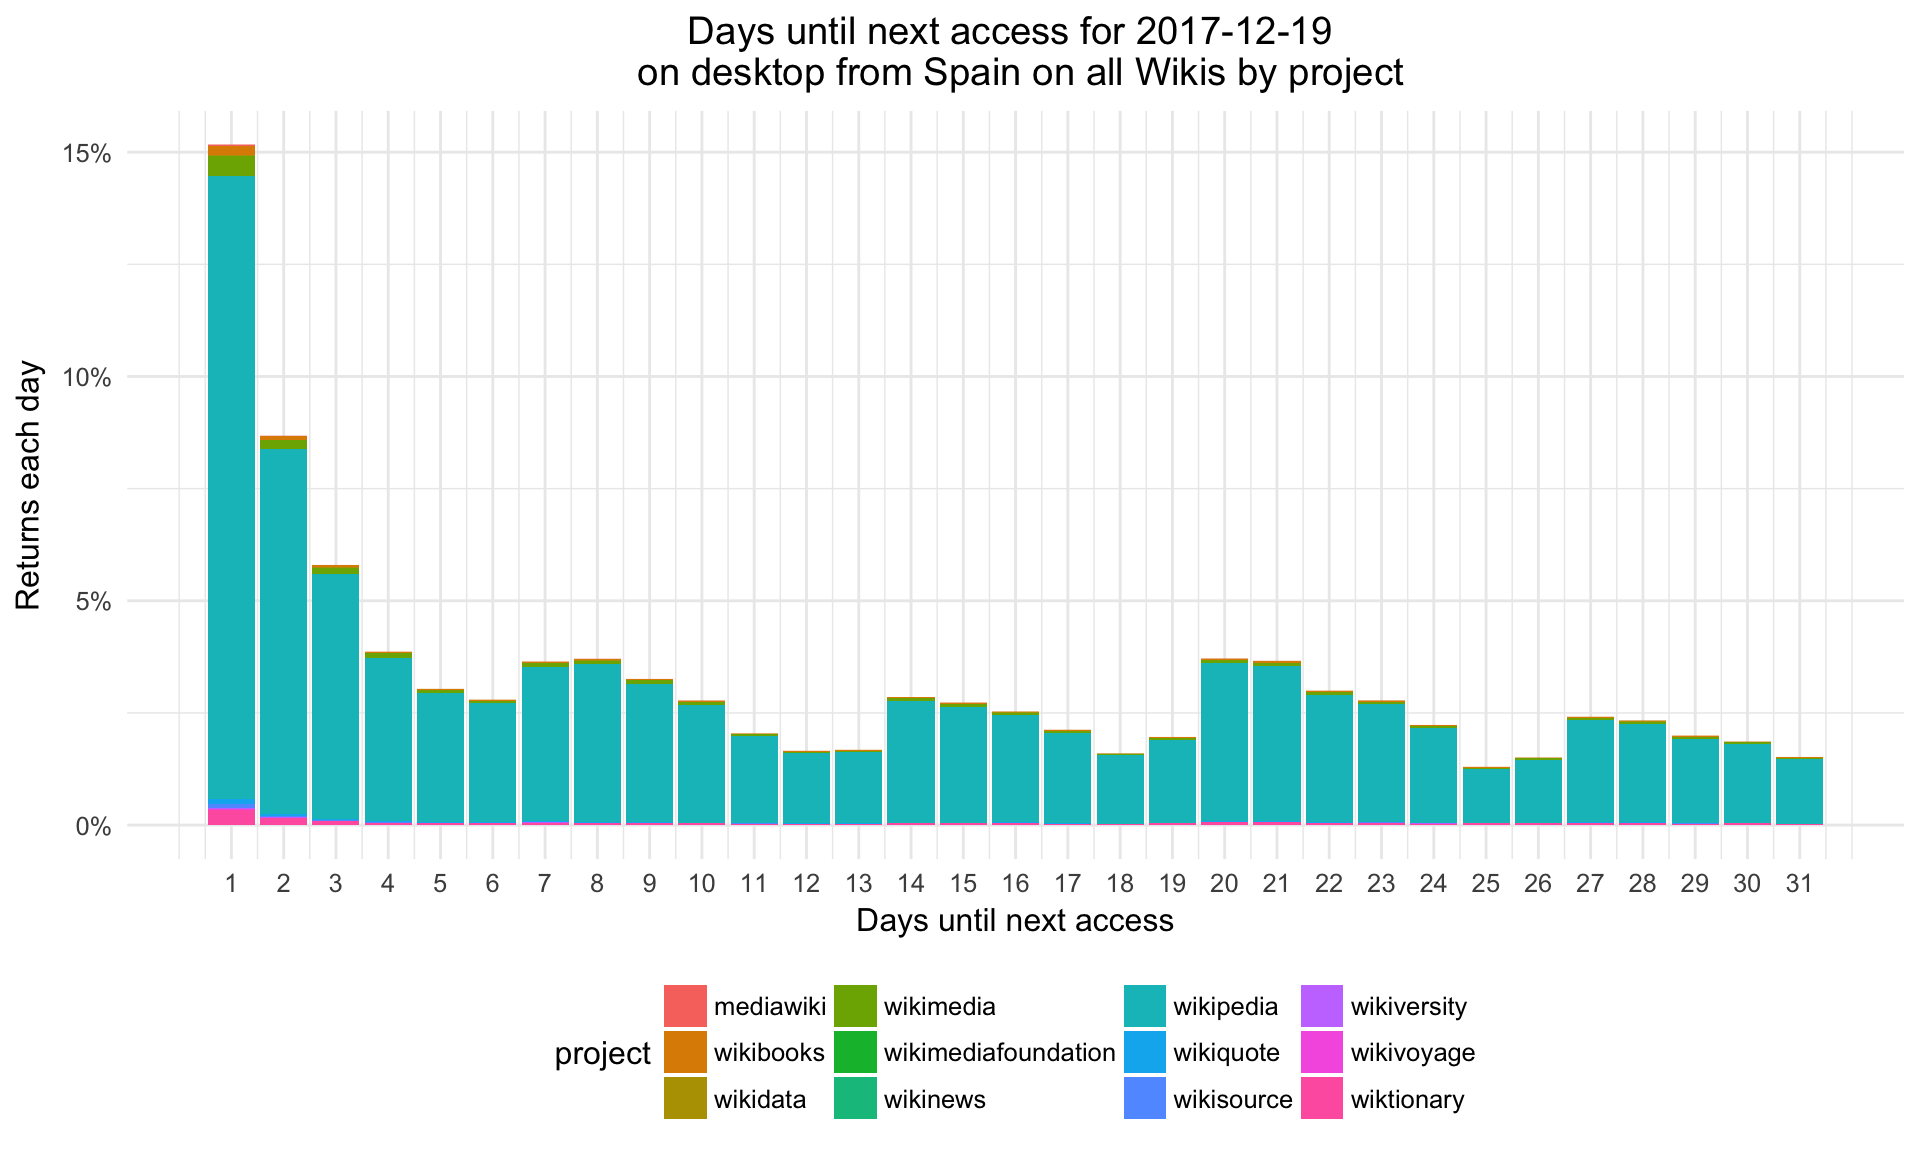 Days until next access for 2017-12-19
on desktop from Spain on all Wikis by project
Returns each day
15%
10%
5%
0%
1 2 3 4 5 6 7 8 9 10 11 12 13 14 15 16 17 18 19 20 21 22 23 24 25 26 27 28 29 30 31
Days until next access
project
mediawiki wikimedia wikipedia wikiversity
wikibooks wikimediafoundation wikiquote wikivoyage
wikidata wikinews wikisource wiktionary